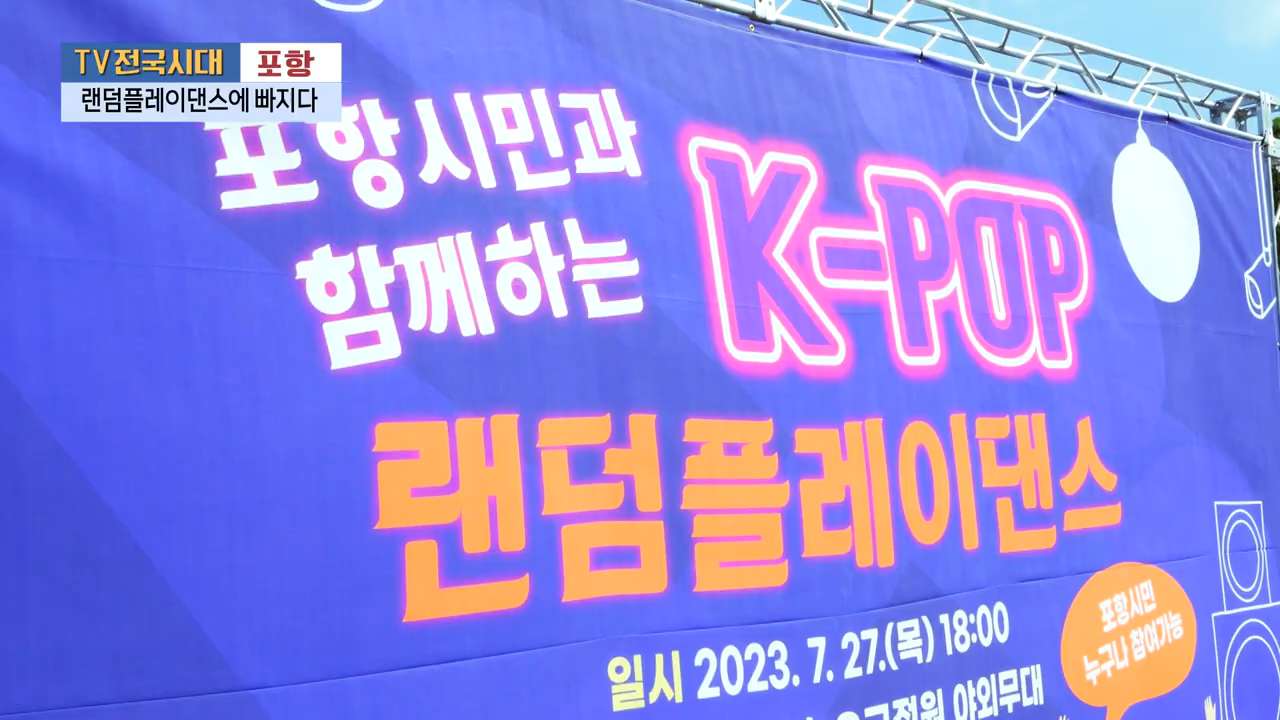 TV전국시대 포항
랜덤플레이댄스에 빠지다
포항시민과
함께하는
K-POP
랜덤플레이댄스
일시 2023. 7. 27.(목) 18:00
야외무대
포항시민
누구나 참여가능